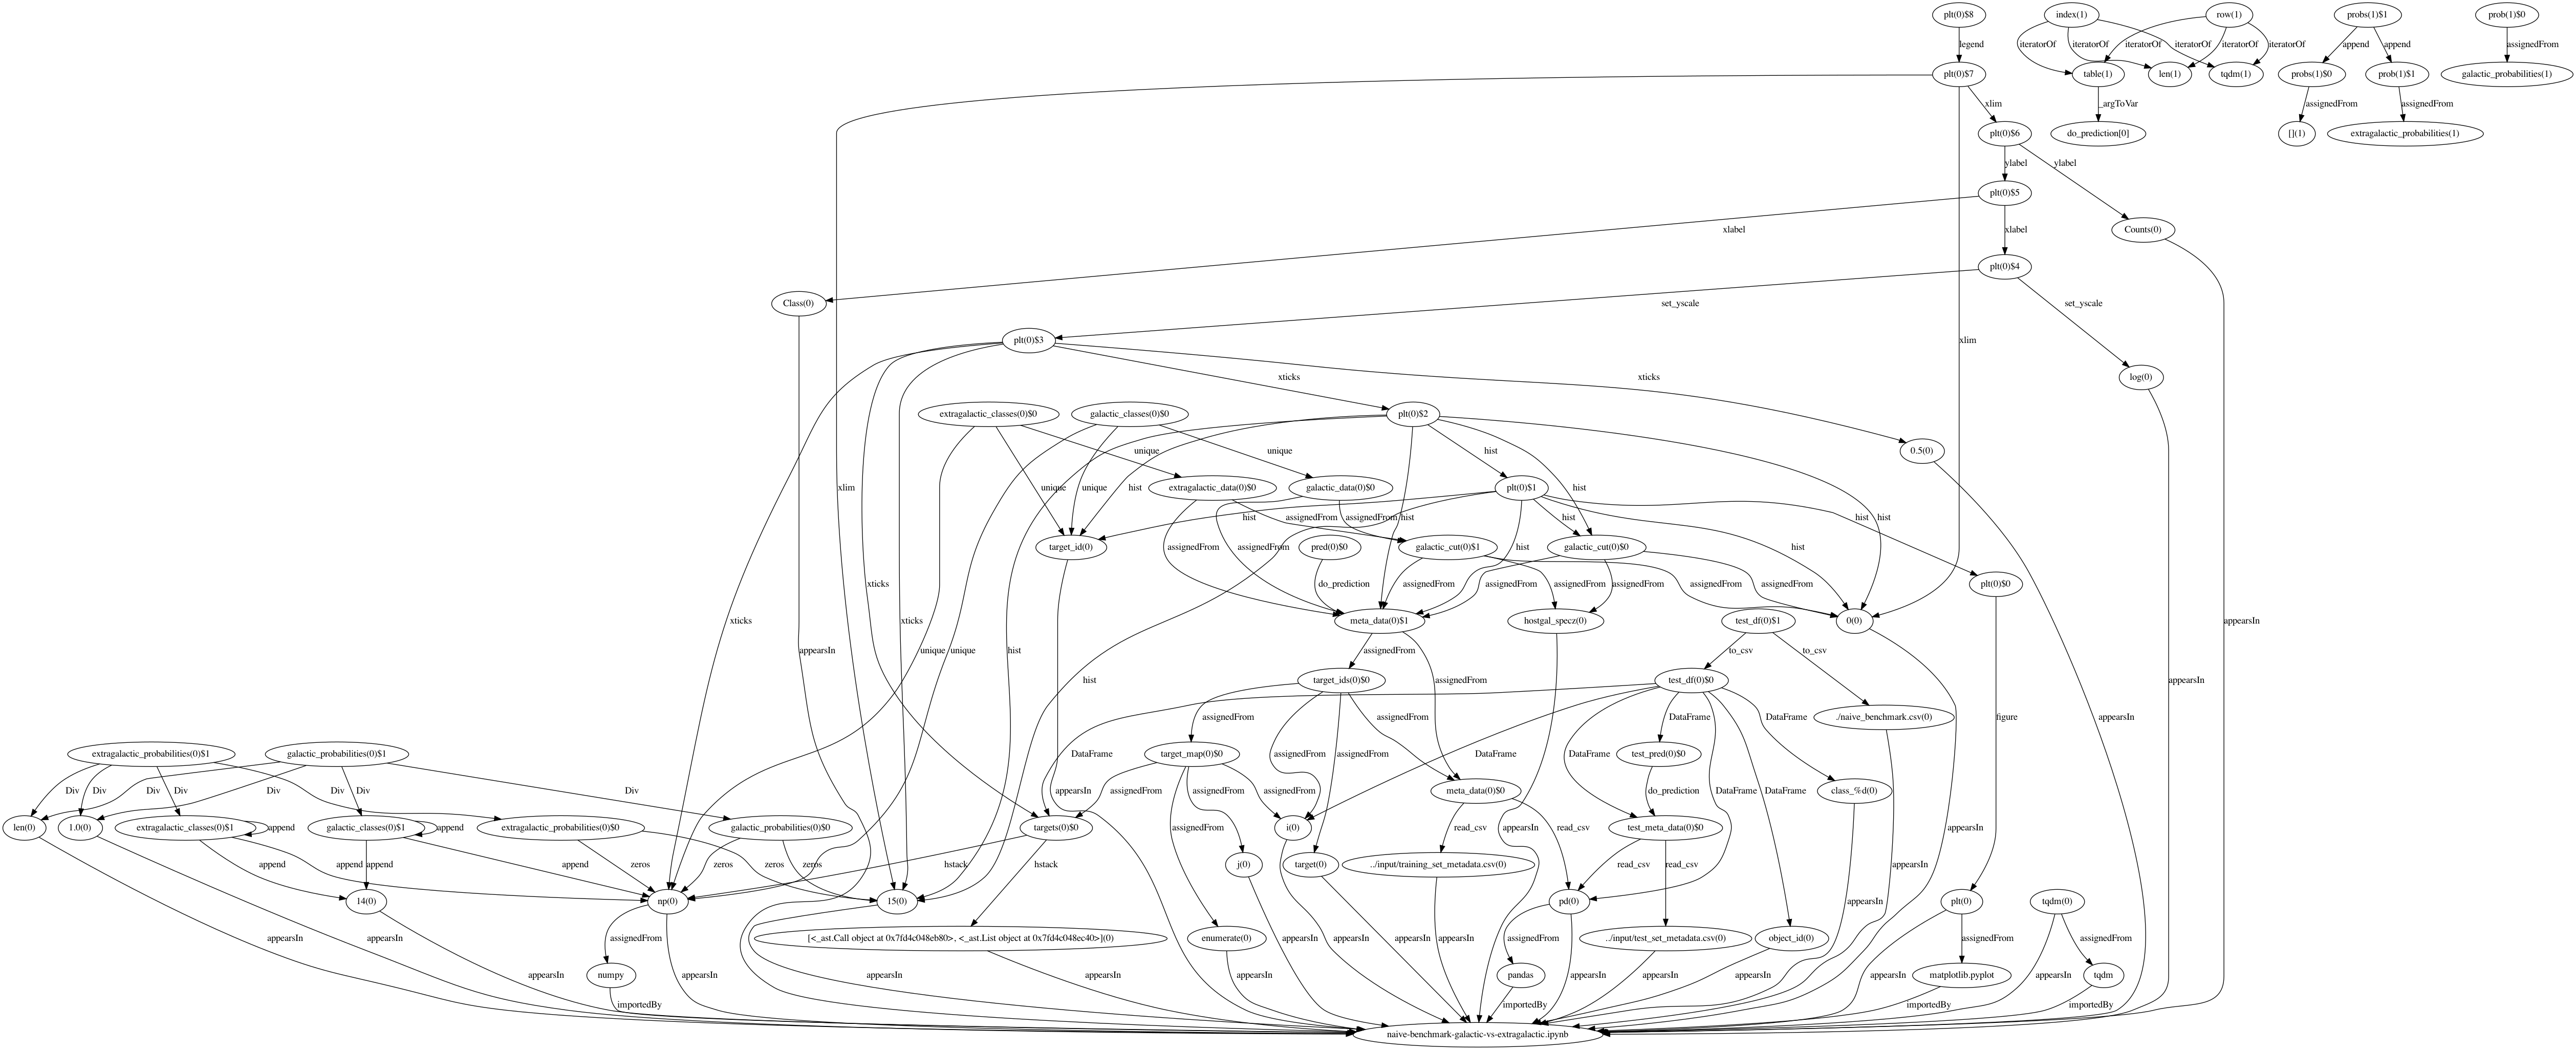 plt(0)$8
index(1)
row(1)
probs(1)$1
prob(1)$0
legend
iteratorOf
iteratorOf
iteratorOf
iteratorOf
iteratorOf
iteratorOf
append
append
assignedFrom
plt(0)$7
table(1)
len(1)
tqdm(1)
probs(1)$0
prob(1)$1
galactic_probabilities(1)
xlim
_argToVar
assignedFrom
assignedFrom
plt(0)$6
do_prediction[0]
[](1)
extragalactic_probabilities(1)
ylabel
ylabel
plt(0)$5
xlabel
xlabel
Counts(0)
plt(0)$4
Class(0)
set_yscale
set_yscale
plt(0)$3
xlim
xticks
xticks
log(0)
extragalactic_classes(0)$0
galactic_classes(0)$0
plt(0)$2
unique
unique
hist
0.5(0)
xlim
unique
unique
hist
extragalactic_data(0)$0
galactic_data(0)$0
plt(0)$1
hist
hist
assignedFrom
assignedFrom
hist
hist
hist
hist
target_id(0)
assignedFrom
assignedFrom
pred(0)$0
galactic_cut(0)$1
hist
galactic_cut(0)$0
hist
xticks
do_prediction
assignedFrom
assignedFrom
assignedFrom
assignedFrom
assignedFrom
assignedFrom
plt(0)$0
xticks
xticks
meta_data(0)$1
hostgal_specz(0)
test_df(0)$1
0(0)
appearsIn
unique
unique
hist
assignedFrom
to_csv
to_csv
appearsIn
hist
target_ids(0)$0
assignedFrom
test_df(0)$0
appearsIn
assignedFrom
assignedFrom
DataFrame
DataFrame
./naive_benchmark.csv(0)
figure
appearsIn
extragalactic_probabilities(0)$1
galactic_probabilities(0)$1
DataFrame
target_map(0)$0
assignedFrom
assignedFrom
DataFrame
DataFrame
test_pred(0)$0
Div
Div
Div
Div
Div
Div
Div
Div
appearsIn
assignedFrom
assignedFrom
assignedFrom
meta_data(0)$0
do_prediction
DataFrame
DataFrame
class_%d(0)
len(0)
1.0(0)
extragalactic_classes(0)$1
append
galactic_classes(0)$1
append
extragalactic_probabilities(0)$0
galactic_probabilities(0)$0
targets(0)$0
assignedFrom
i(0)
read_csv
read_csv
appearsIn
test_meta_data(0)$0
append
append
append
append
zeros
zeros
zeros
zeros
hstack
hstack
j(0)
target(0)
../input/training_set_metadata.csv(0)
read_csv
read_csv
appearsIn
14(0)
np(0)
15(0)
pd(0)
appearsIn
plt(0)
tqdm(0)
appearsIn
appearsIn
assignedFrom
[<_ast.Call object at 0x7fd4c048eb80>, <_ast.List object at 0x7fd4c048ec40>](0)
enumerate(0)
appearsIn
appearsIn
appearsIn
appearsIn
assignedFrom
../input/test_set_metadata.csv(0)
object_id(0)
assignedFrom
assignedFrom
appearsIn
numpy
appearsIn
appearsIn
appearsIn
appearsIn
pandas
appearsIn
appearsIn
appearsIn
appearsIn
matplotlib.pyplot
appearsIn
tqdm
importedBy
importedBy
importedBy
importedBy
naive-benchmark-galactic-vs-extragalactic.ipynb